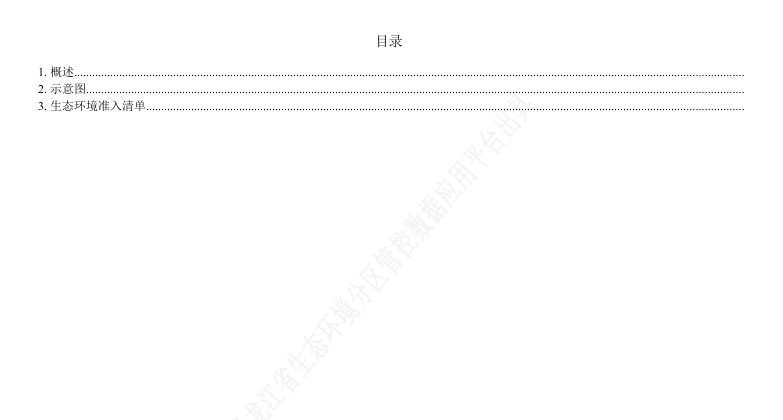 目录
1. 概述
2. 示意图
3. 生态环境准入清单
龙江省生态环境分区管控数据应用平台出具